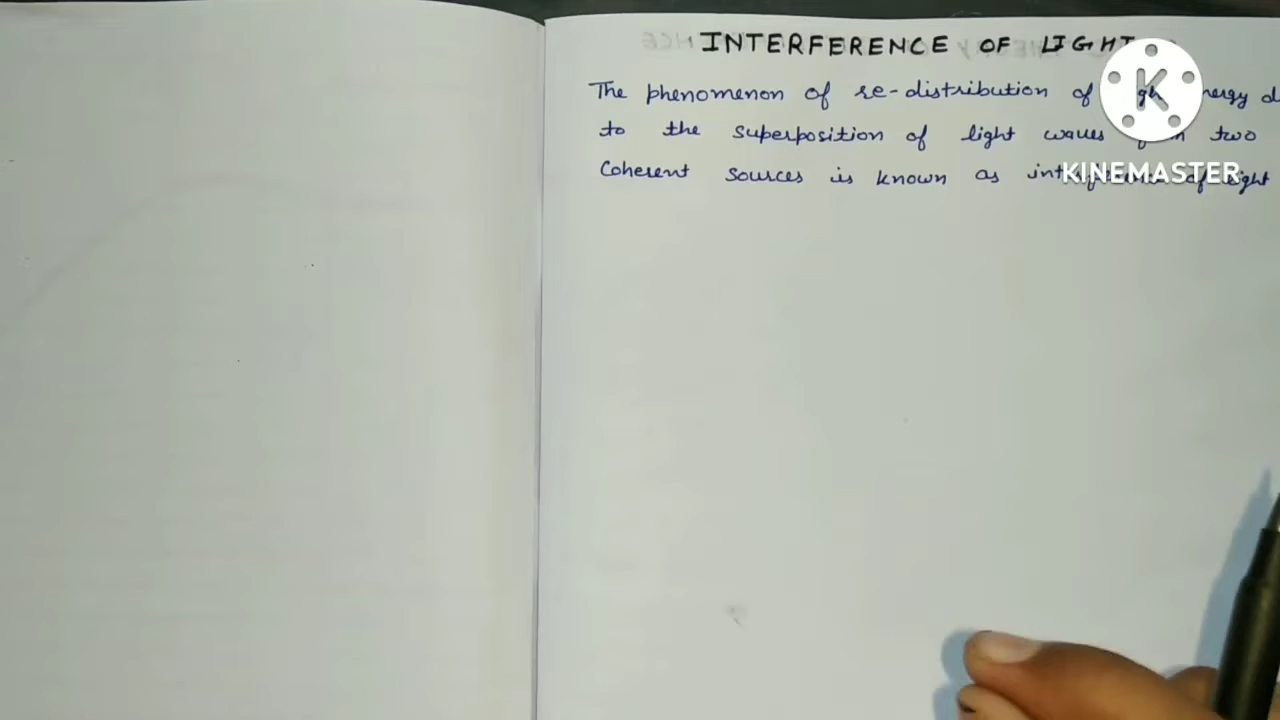 INTERFERENCE OF LIGHT
The phenomenon of re-distribution of
to the superposition of light waves two
Coherent sources is known as light
KINEMASTER